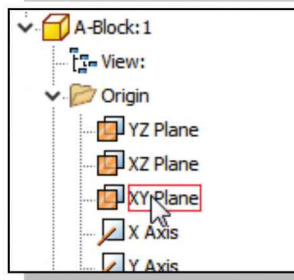 A-Block:1
View:
Origin
YZ Plane
XZ Plane
XY Plane
X Axis
Y Axis